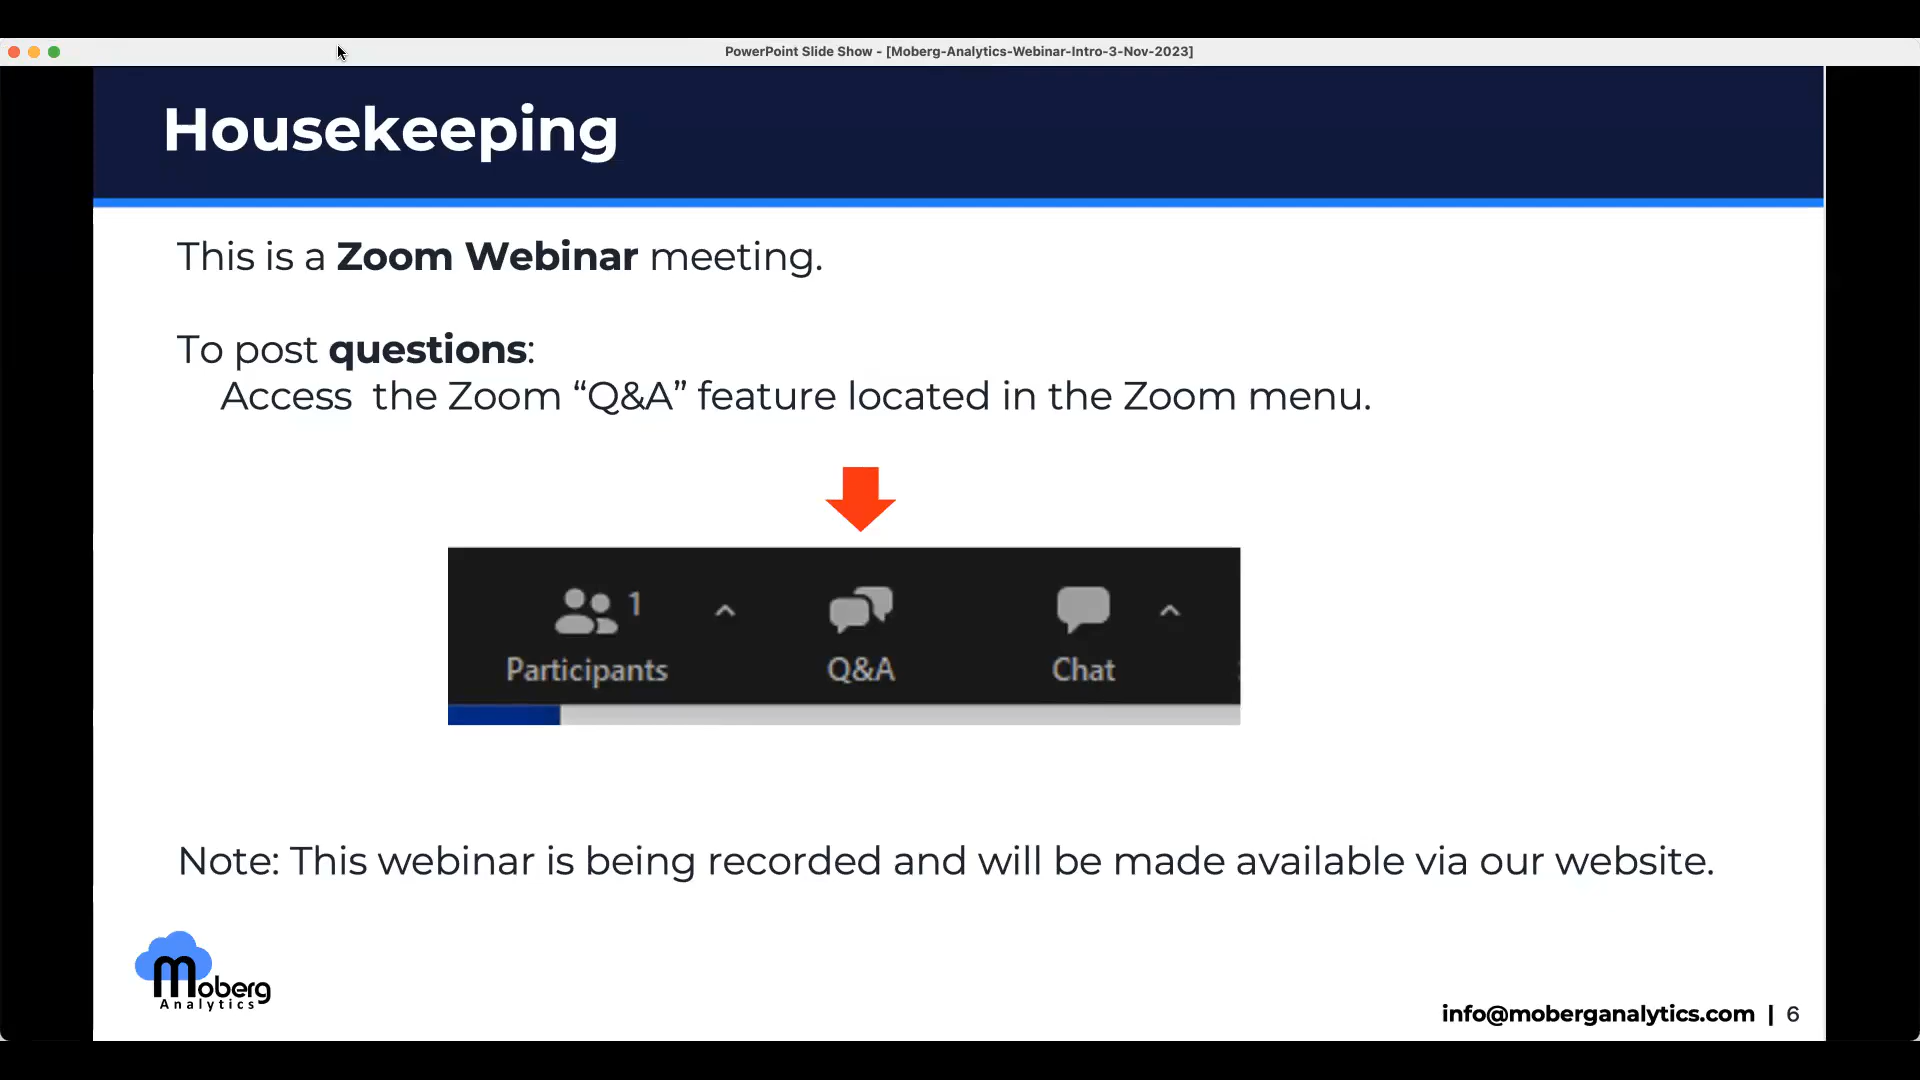 PowerPoint Slide Show - [Moberg-Analytics-Webinar-Intro-3-Nov-2023]
Housekeeping
This is a Zoom Webinar meeting.
To post questions:
Access  the Zoom “Q&A” feature located in the Zoom menu.
1
Participants Q&A Chat
Note: This webinar is being recorded and will be made available via our website.
Moberg
Analytics
info@moberganalytics.com | 6